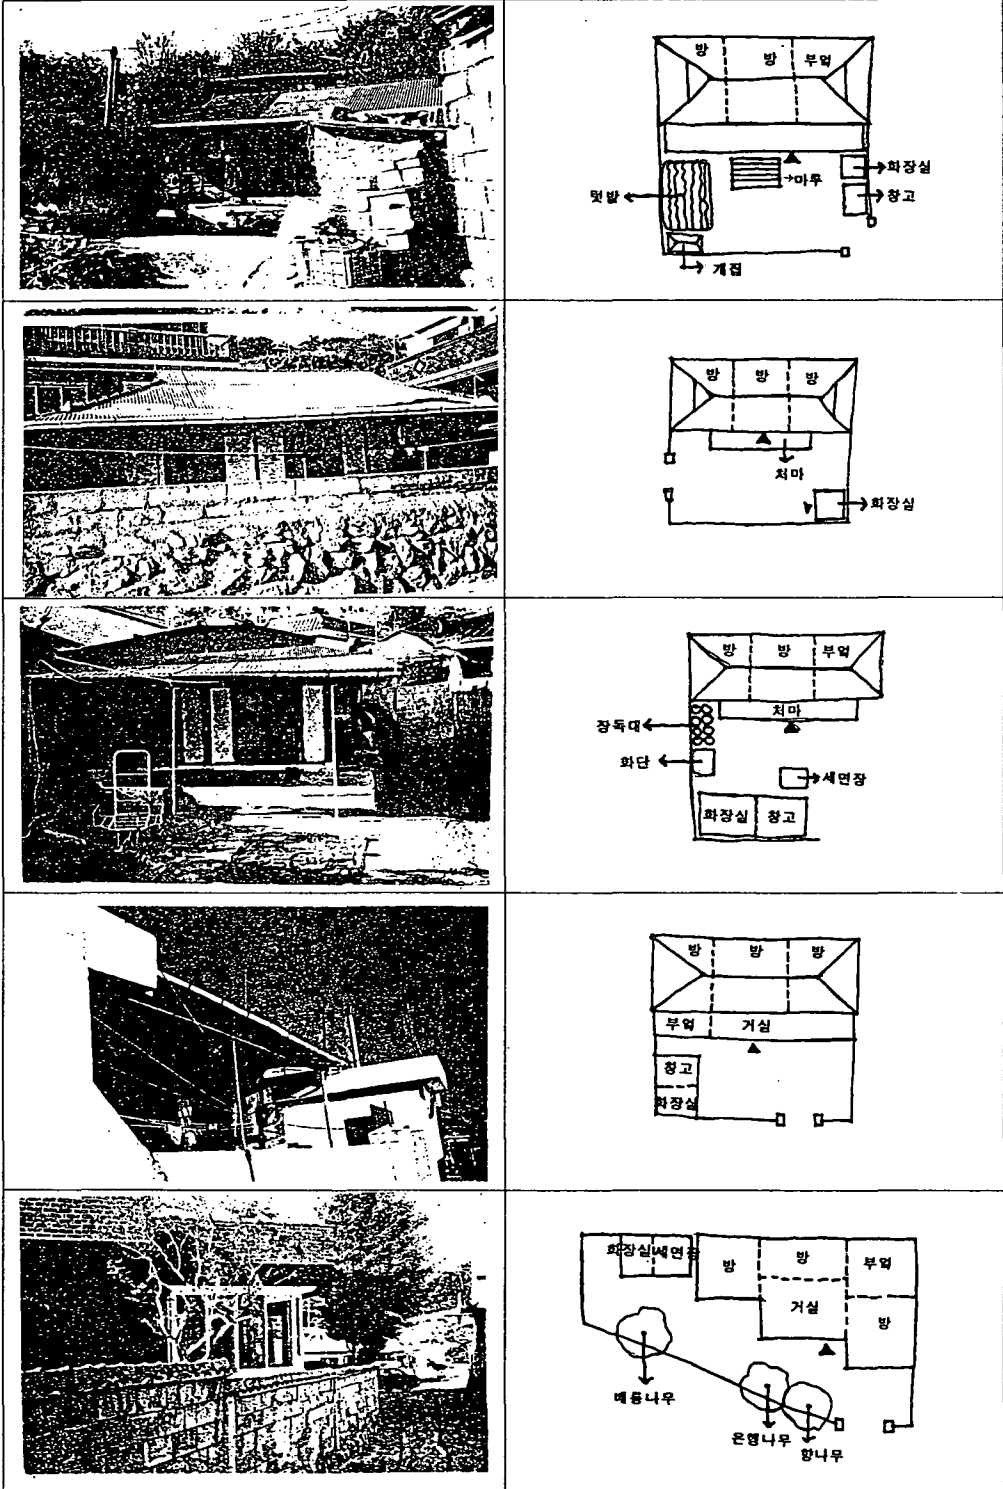 방 방 부엌
화장실
마루
텃밭 창고
개집
방 방 방
처마
화장실
방 방 부엌
처마
장독대
화단
세면장
화장실 창고
방 방 방
부엌 거실
창고
화장실
화장실 세면장 방 부엌
방
거실
방
배롱나무
은행나무
향나무